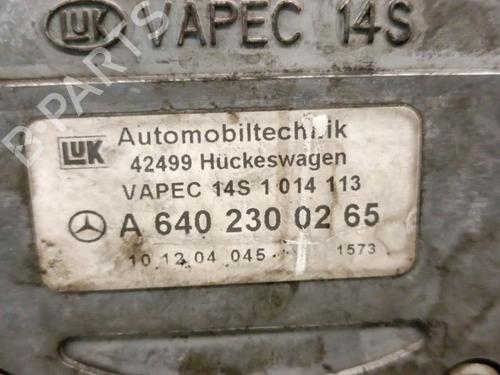 LUK VAPEC 14S
LUK Automobiltechnik
42499 Hückeswagen
VAPEC 14S 1 014 113
A 640 230 02 65
10.12.04 045 1573